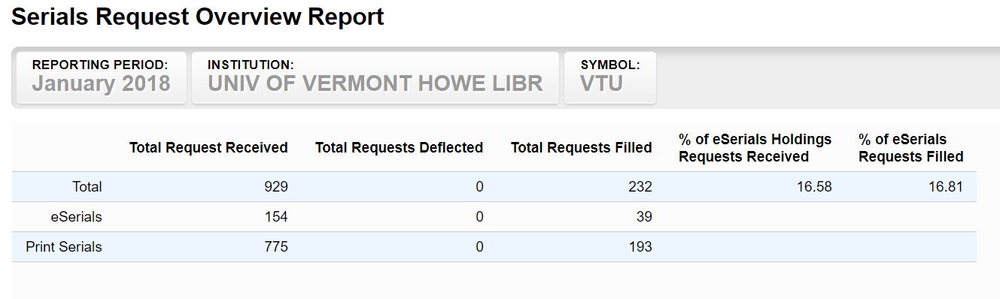 Serials Request Overview Report
REPORTING PERIOD: INSTITUTION: SYMBOL:
January 2018 UNIV OF VERMONT HOWE LIBR VTU
Total Request Received Total Requests Deflected Total Requests Filled % of eSerials Holdings Requests Received % of eSerials Requests Filled
Total 929 0 232 16.58 16.81
eSerials 154 0 39
Print Serials 775 0 193